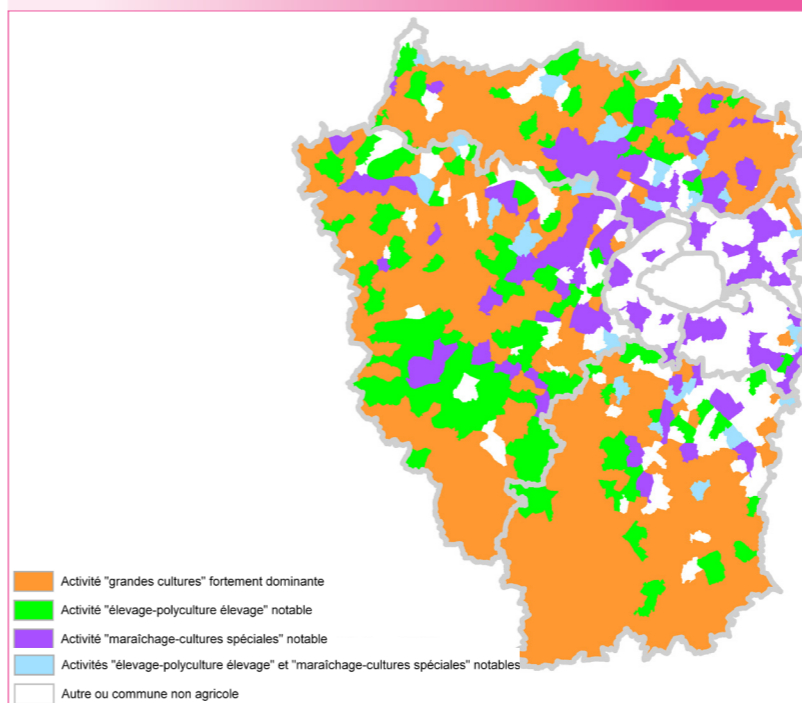 Activité "grandes cultures" fortement dominante
Activité "élevage-polyculture élevage" notable
Activité "maraîchage-cultures spéciales" notable
Activités "élevage-polyculture élevage" et "maraîchage-cultures spéciales" notables
Autre ou commune non agricole